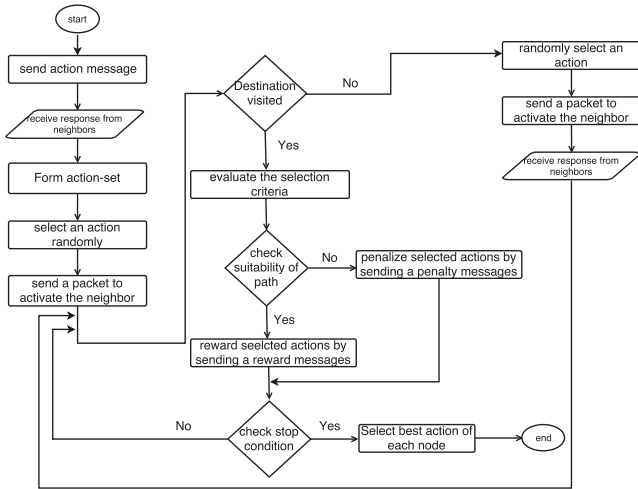 start
send action message
receive response from
neighbors
Form action-set
select an action
randomly
send a packet to
activate the neighbor
Destination
visited
No
Yes
evaluate the selection
criteria
check
suitability of
path
No
penalize selected actions by
sending a penalty messages
Yes
reward seelcted actions by
sending a reward messages
check stop
condition
No
Yes
Select best action of
each node
end
randomly select an
action
send a packet to
activate the neighbor
receive response from
neighbors